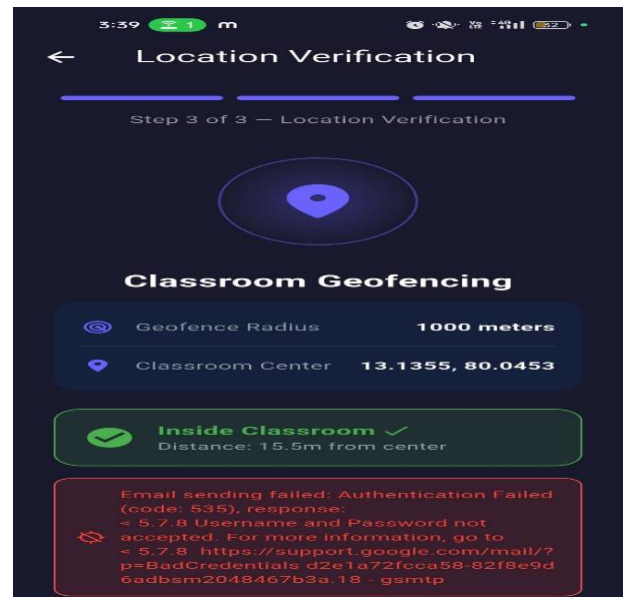 3:39 1 m 52
← Location Verification
Step 3 of 3 — Location Verification
Classroom Geofencing
Geofence Radius 1000 meters
Classroom Center 13.1355, 80.0453
Inside Classroom ✓
Distance: 15.5m from center
Email sending failed: Authentication Failed
(code: 535), response:
< 5.7.8 Username and Password not
accepted. For more information, go to
< 5.7.8 https://support.google.com/mail/?
p=BadCredentials d2e1a72fcca58-82f8e9d
6adbsm2048467b3a.18 - gsmtp